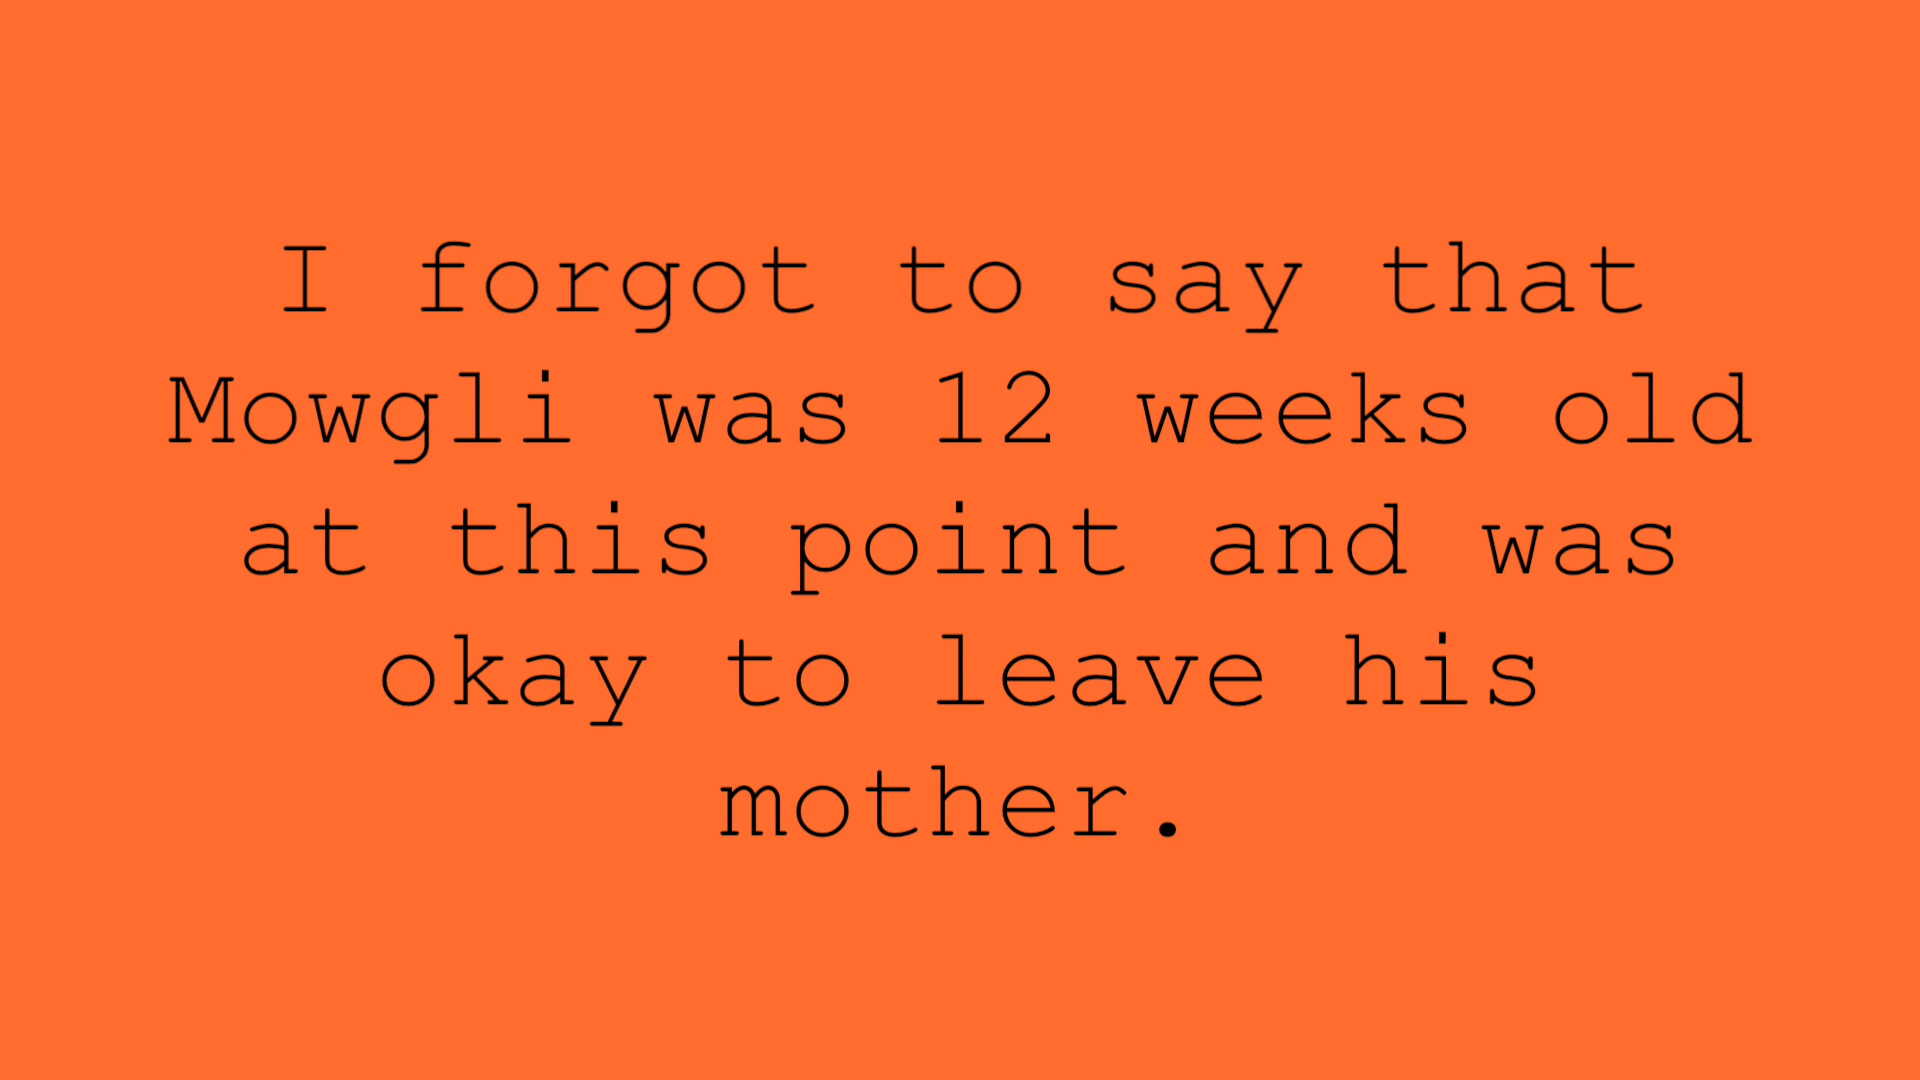 I forgot to say that
Mowgli was 12 weeks old
at this point and was
okay to leave his
mother.